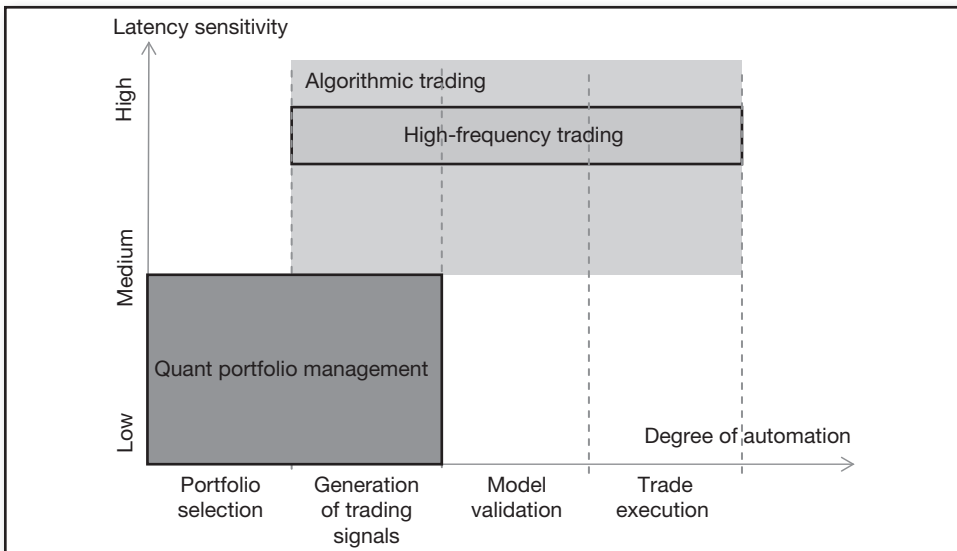 Latency sensitivity
High
Algorithmic trading
High-frequency trading
Medium
Quant portfolio management
Low
Degree of automation
Portfolio
selection
Generation
of trading
signals
Model
validation
Trade
execution